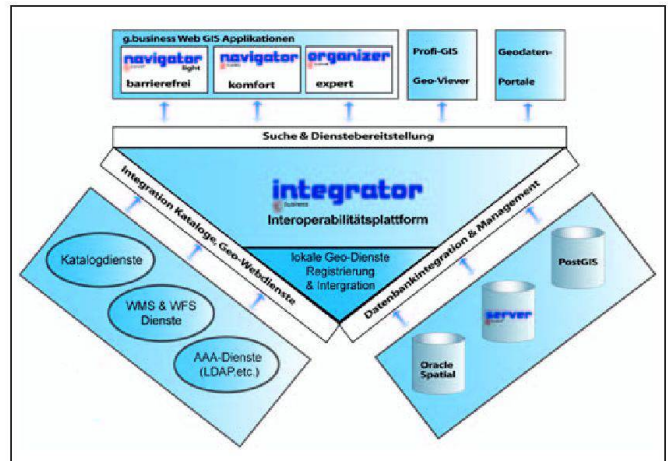 g.business Web GIS Applikationen
navigator
light
barrierefrei
navigator
komfort
organizer
expert
Profi-GIS
Geo-Viever
Geodaten-
Portale
Suche & Dienstebereitstellung
Integration Kataloge, Geo-Webdienste
integrator
business
Interoperabilitätsplattform
lokale Geo-Dienste
Registrierung
& Intergration
Datenbankintegration & Management
Katalogdienste
WMS & WFS
Dienste
AAA-Dienste
(LDAP,etc.)
PostGIS
server
Oracle
Spatial